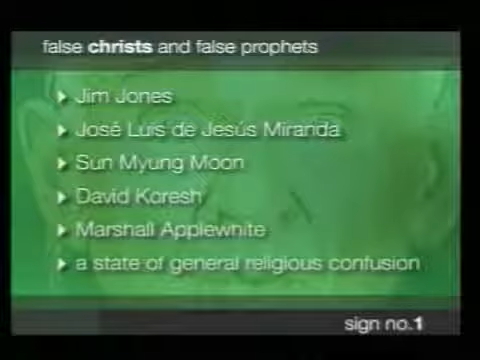 false christs and false prophets
Jim Jones
José Luis de Jesús Miranda
Sun Myung Moon
David Koresh
Marshall Applewhite
a state of general religious confusion
sign no.1